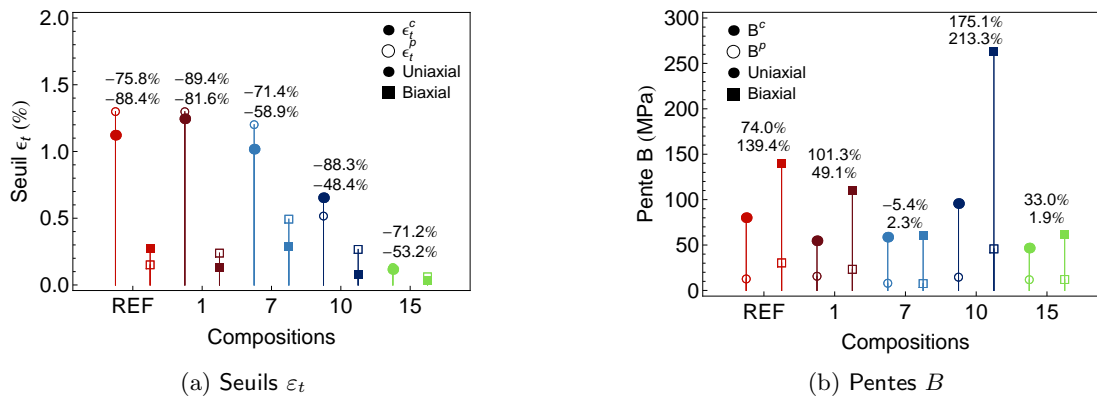 2.0
1.5
1.0
0.5
0.0
Seuil ϵt (%)
ϵt^c
ϵt^p
Uniaxial
Biaxial
−75.8%
−88.4%
−89.4%
−81.6%
−71.4%
−58.9%
−88.3%
−48.4%
−71.2%
−53.2%
REF 1 7 10 15
Compositions
(a) Seuils εt
300
250
200
150
100
50
0
Pente B (MPa)
B^c
B^p
Uniaxial
Biaxial
74.0%
139.4%
101.3%
49.1%
−5.4%
2.3%
175.1%
213.3%
33.0%
1.9%
REF 1 7 10 15
Compositions
(b) Pentes B